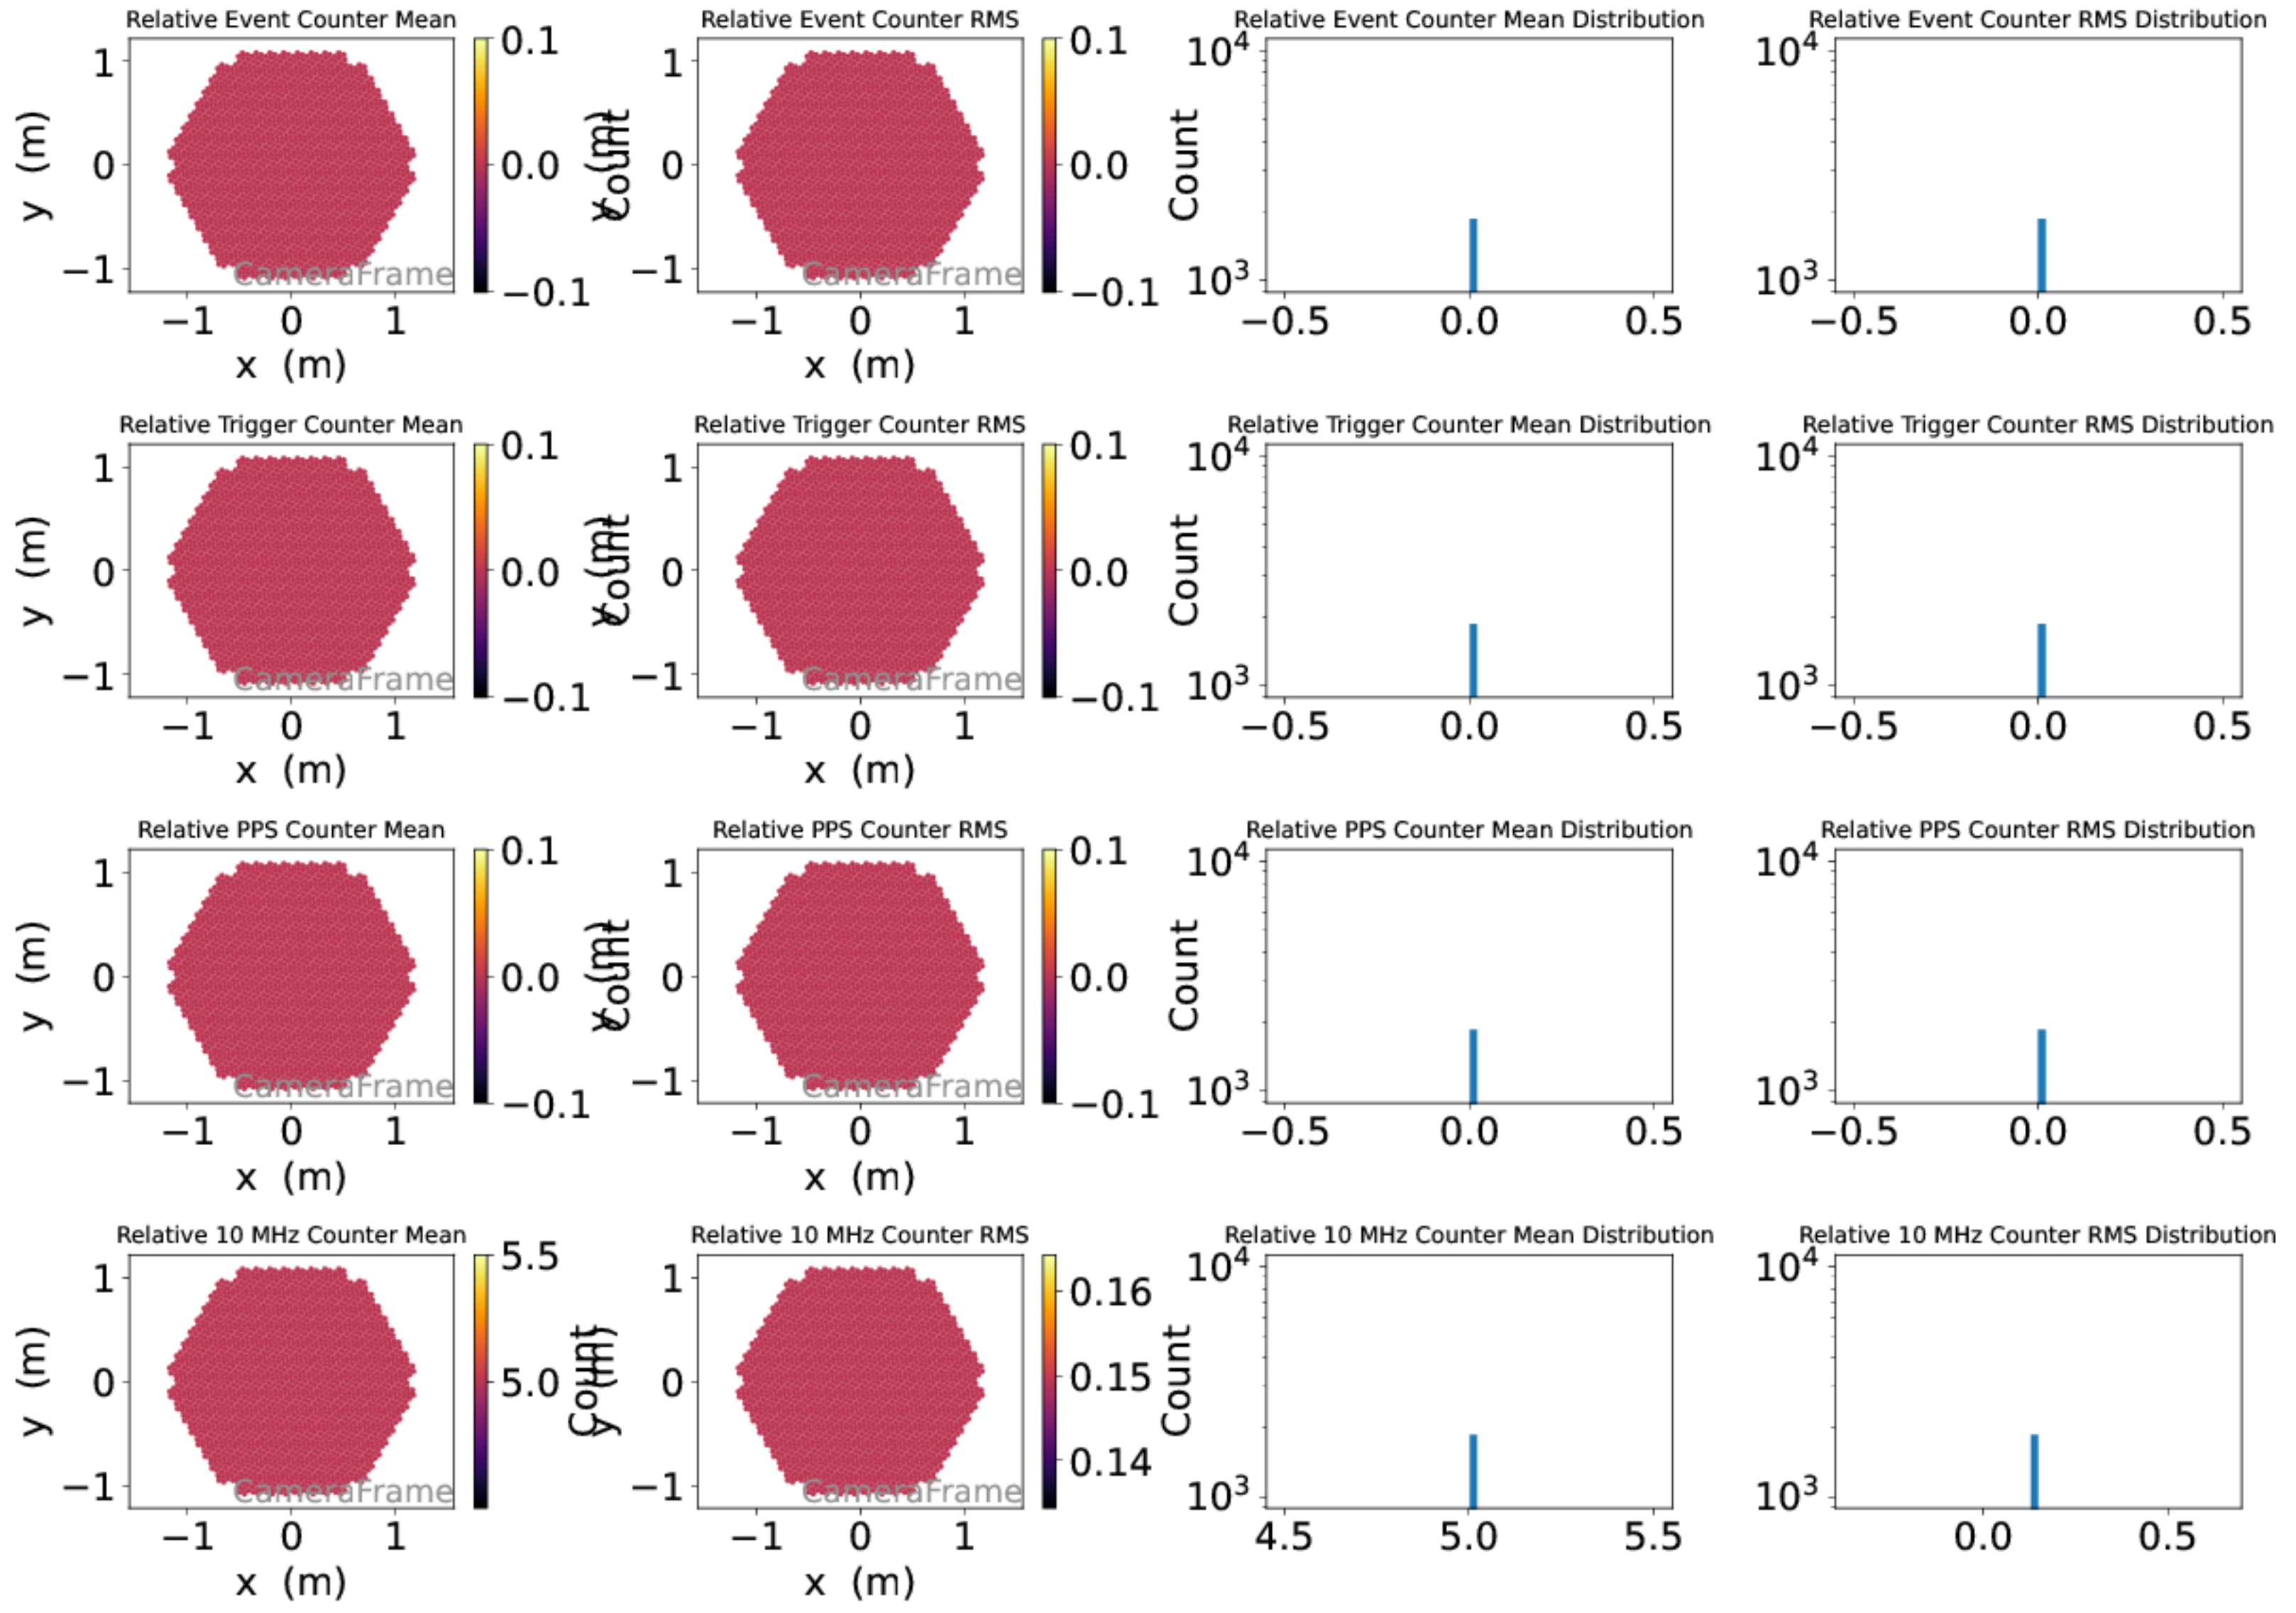 Relative Event Counter Mean
Relative Event Counter RMS
Relative Event Counter Mean Distribution
Relative Event Counter RMS Distribution
y (m)
1
0
−1
CameraFrame
−1 0 1
x (m)
0.1
0.0
−0.1
Count
y (m)
1
0
−1
CameraFrame
−1 0 1
x (m)
0.1
0.0
−0.1
Count
10⁴
10³
−0.5 0.0 0.5
10⁴
10³
−0.5 0.0 0.5
Relative Trigger Counter Mean
Relative Trigger Counter RMS
Relative Trigger Counter Mean Distribution
Relative Trigger Counter RMS Distribution
y (m)
1
0
−1
CameraFrame
−1 0 1
x (m)
0.1
0.0
−0.1
Count
y (m)
1
0
−1
CameraFrame
−1 0 1
x (m)
0.1
0.0
−0.1
Count
10⁴
10³
−0.5 0.0 0.5
10⁴
10³
−0.5 0.0 0.5
Relative PPS Counter Mean
Relative PPS Counter RMS
Relative PPS Counter Mean Distribution
Relative PPS Counter RMS Distribution
y (m)
1
0
−1
CameraFrame
−1 0 1
x (m)
0.1
0.0
−0.1
Count
y (m)
1
0
−1
CameraFrame
−1 0 1
x (m)
0.1
0.0
−0.1
Count
10⁴
10³
−0.5 0.0 0.5
10⁴
10³
−0.5 0.0 0.5
Relative 10 MHz Counter Mean
Relative 10 MHz Counter RMS
Relative 10 MHz Counter Mean Distribution
Relative 10 MHz Counter RMS Distribution
y (m)
1
0
−1
CameraFrame
−1 0 1
x (m)
5.5
5.0
Count
y (m)
1
0
−1
CameraFrame
−1 0 1
x (m)
0.16
0.15
0.14
Count
10⁴
10³
4.5 5.0 5.5
10⁴
10³
0.0 0.5